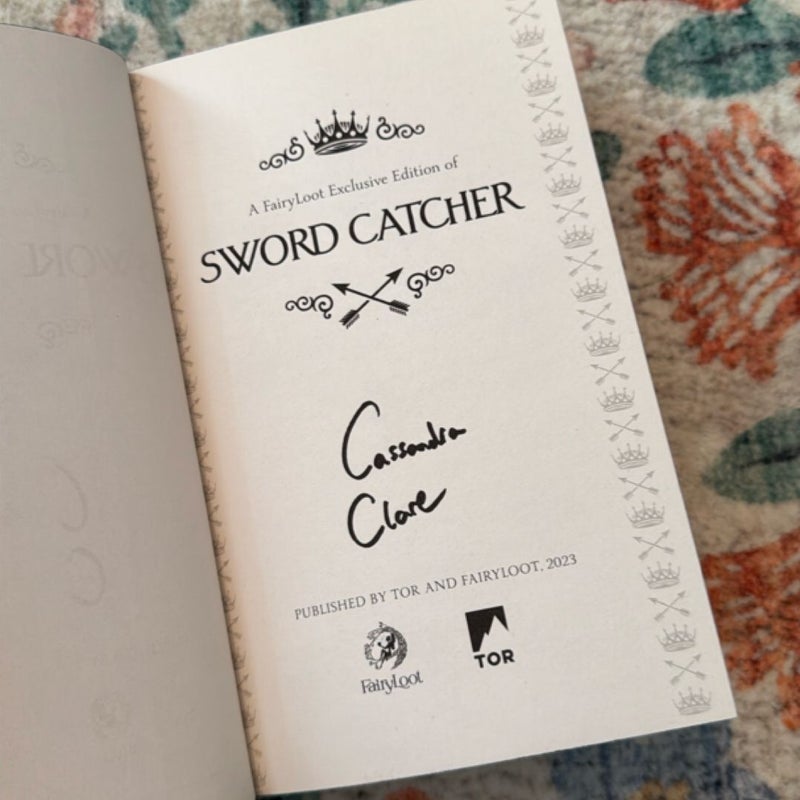 A FairyLoot Exclusive Edition of
SWORD CATCHER
Cassandra
Clare
PUBLISHED BY TOR AND FAIRYLOOT, 2023
FairyLoot
TOR